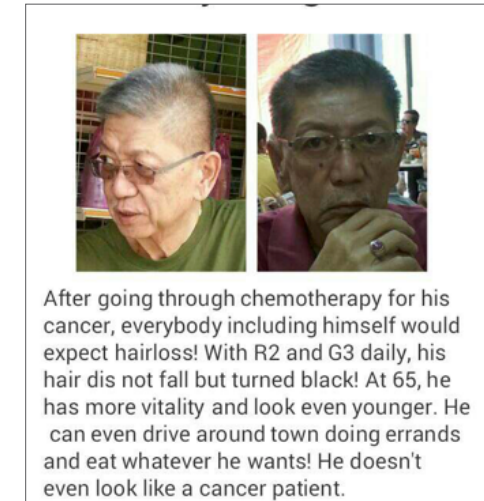 After going through chemotherapy for his
cancer, everybody including himself would
expect hairloss! With R2 and G3 daily, his
hair dis not fall but turned black! At 65, he
has more vitality and look even younger. He
can even drive around town doing errands
and eat whatever he wants! He doesn't
even look like a cancer patient.